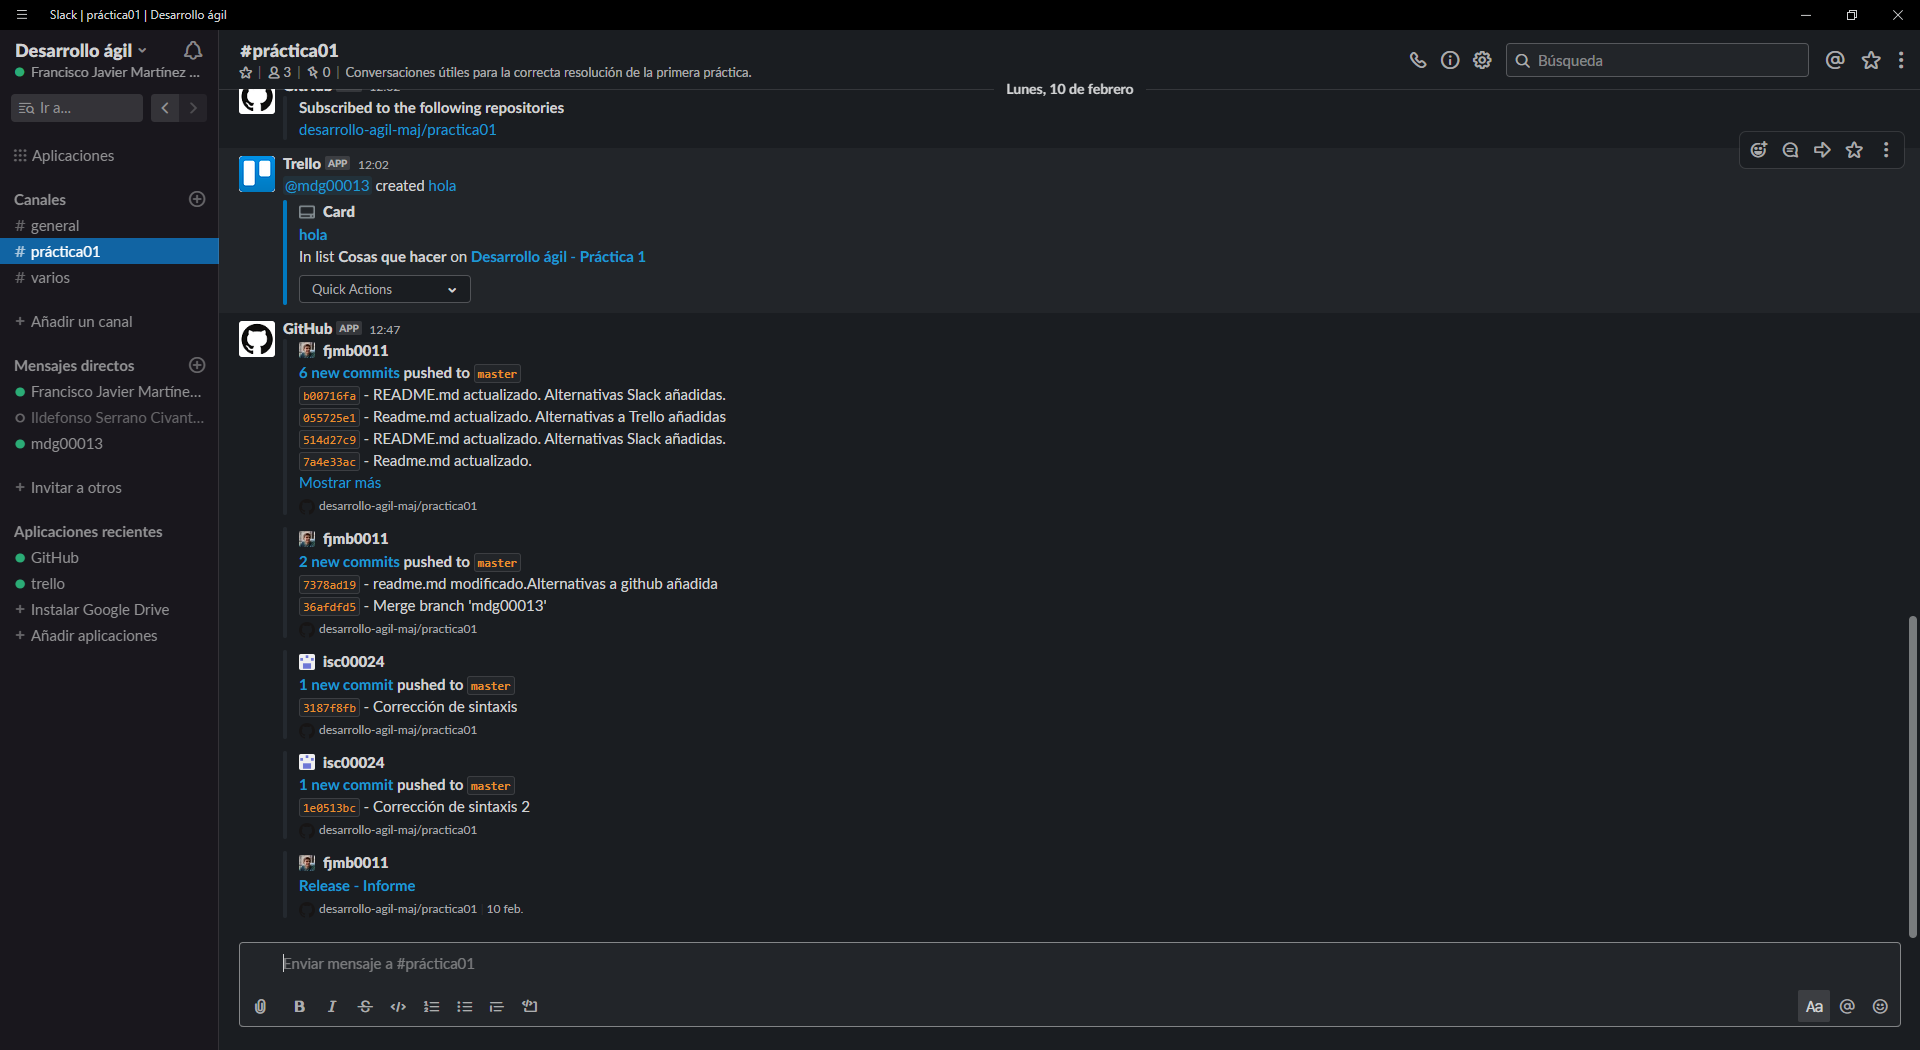 Slack | práctica01 | Desarrollo ágil
Desarrollo ágil
Francisco Javier Martínez ...
Ir a...
Aplicaciones
Canales
# general
# práctica01
# varios
+ Añadir un canal
Mensajes directos
Francisco Javier Martíne...
Ildefonso Serrano Civant...
mdg00013
+ Invitar a otros
Aplicaciones recientes
GitHub
trello
+ Instalar Google Drive
+ Añadir aplicaciones
#práctica01
3 | 0 | Conversaciones útiles para la correcta resolución de la primera práctica.
Búsqueda
Lunes, 10 de febrero
Subscribed to the following repositories
desarrollo-agil-maj/practica01
Trello APP 12:02
@mdg00013 created hola
Card
hola
In list Cosas que hacer on Desarrollo ágil - Práctica 1
Quick Actions
GitHub APP 12:47
fjmb0011
6 new commits pushed to master
b00716fa - README.md actualizado. Alternativas Slack añadidas.
055725e1 - Readme.md actualizado. Alternativas a Trello añadidas
514d27c9 - README.md actualizado. Alternativas Slack añadidas.
7a4e33ac - Readme.md actualizado.
Mostrar más
desarrollo-agil-maj/practica01
fjmb0011
2 new commits pushed to master
7378ad19 - readme.md modificado.Alternativas a github añadida
36afdfd5 - Merge branch 'mdg00013'
desarrollo-agil-maj/practica01
isc00024
1 new commit pushed to master
3187f8fb - Corrección de sintaxis
desarrollo-agil-maj/practica01
isc00024
1 new commit pushed to master
1e0513bc - Corrección de sintaxis 2
desarrollo-agil-maj/practica01
fjmb0011
Release - Informe
desarrollo-agil-maj/practica01 | 10 feb.
Enviar mensaje a #práctica01
B I S
Aa @